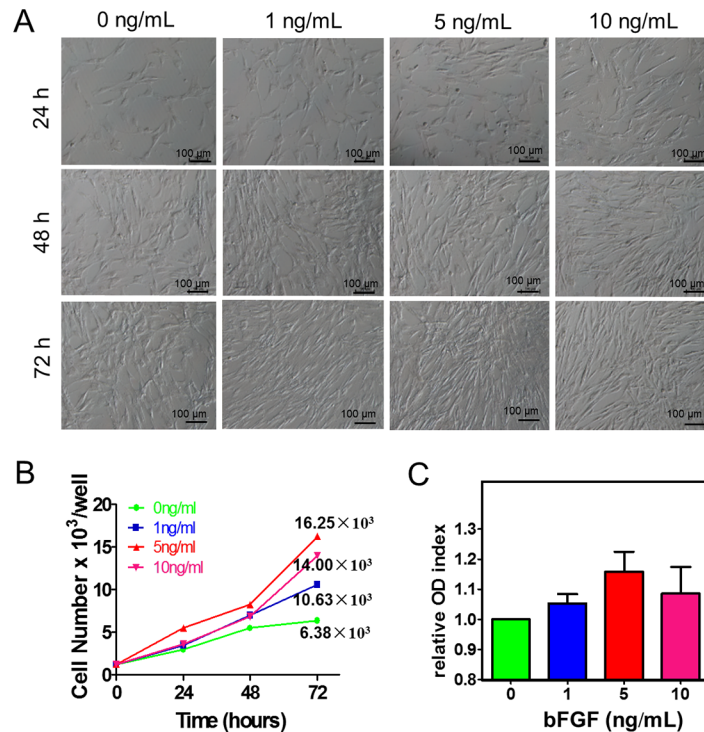 A
0 ng/mL 1 ng/mL 5 ng/mL 10 ng/mL
24 h
100 µm 100 µm 100 µm 100 µm
48 h
100 µm 100 µm 100 µm 100 µm
72 h
100 µm 100 µm 100 µm 100 µm
B
Cell Number x 10³/well
20
15
10
5
0
0ng/ml
1ng/ml
5ng/ml
10ng/ml
16.25×10³
14.00×10³
10.63×10³
6.38×10³
0 24 48 72
Time (hours)
C
relative OD index
1.3
1.2
1.1
1.0
0.9
0.8
0 1 5 10
bFGF (ng/mL)